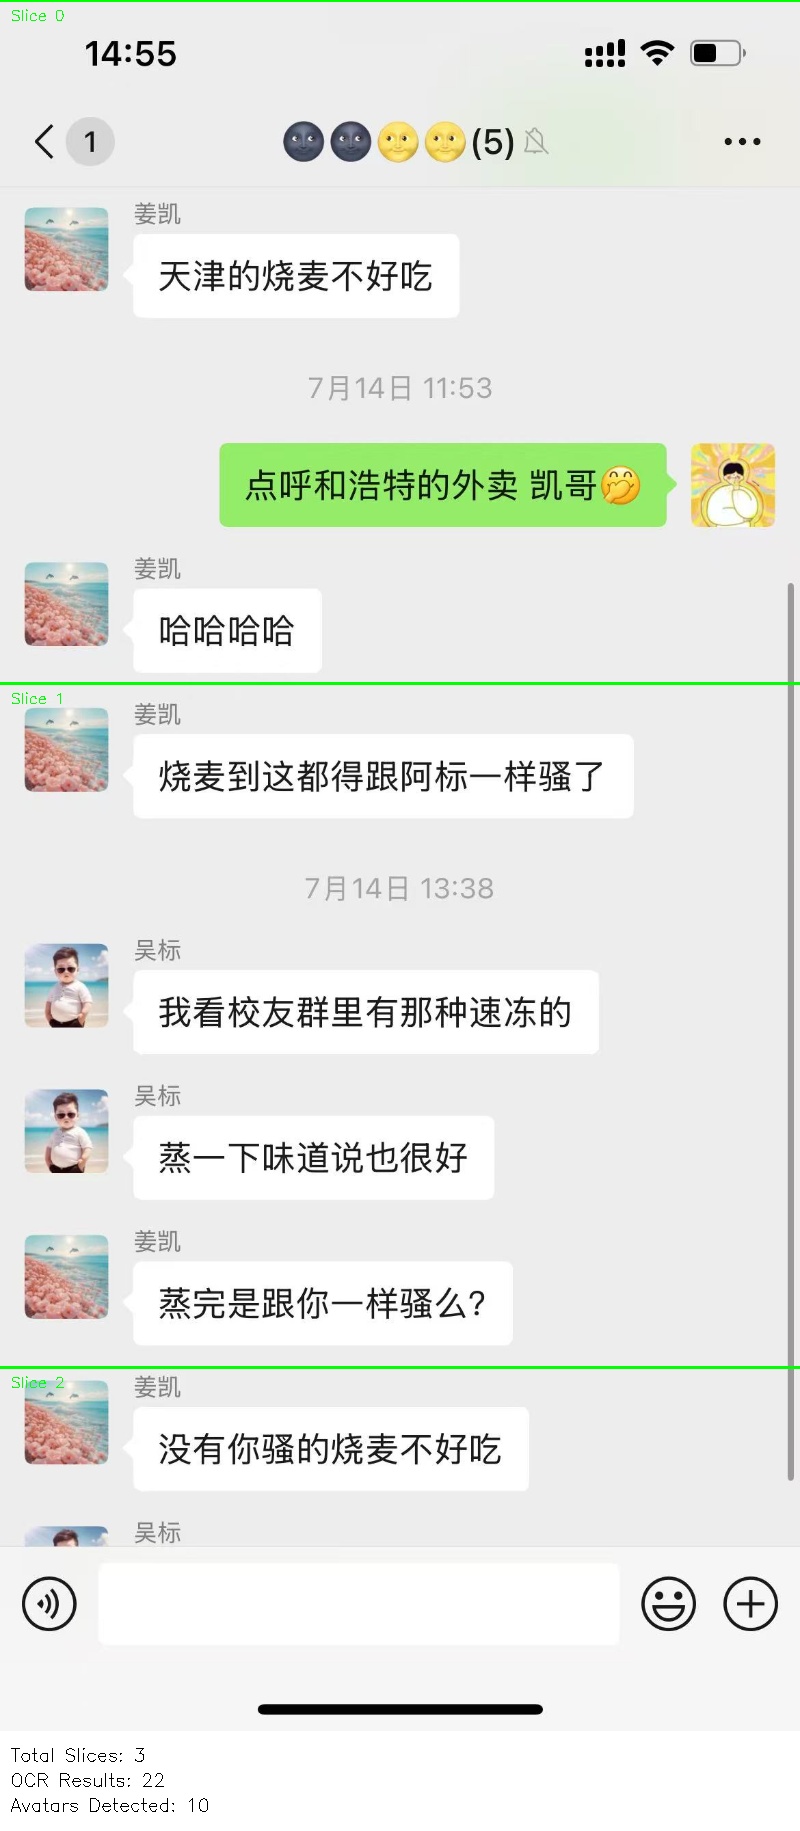 Slice 0
14:55
1
🌚🌚🌝🌝(5)
姜凯
天津的烧麦不好吃
7月14日 11:53
点呼和浩特的外卖 凯哥🤭
姜凯
哈哈哈哈
Slice 1
姜凯
烧麦到这都得跟阿标一样骚了
7月14日 13:38
吴标
我看校友群里有那种速冻的
吴标
蒸一下味道说也很好
姜凯
蒸完是跟你一样骚么?
Slice 2
姜凯
没有你骚的烧麦不好吃
吴标
Total Slices: 3
OCR Results: 22
Avatars Detected: 10